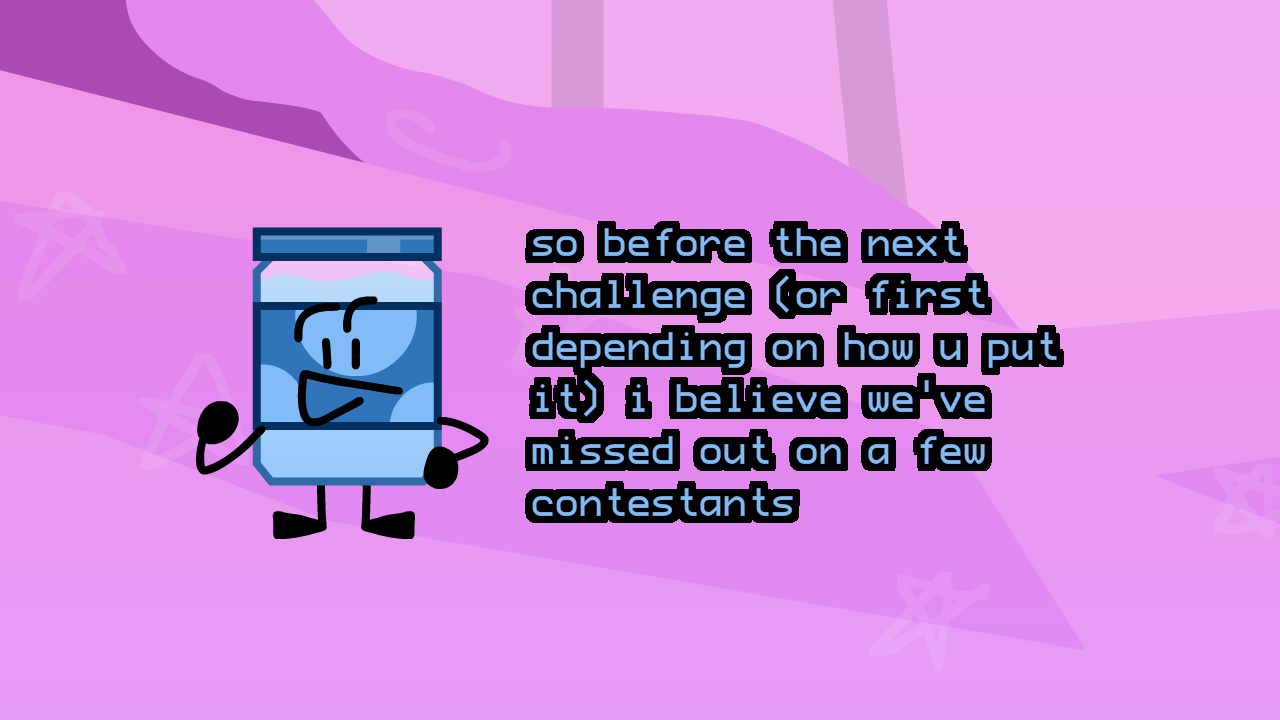 so before the next
challenge (or first
depending on how u put
it) i believe we've
missed out on a few
contestants